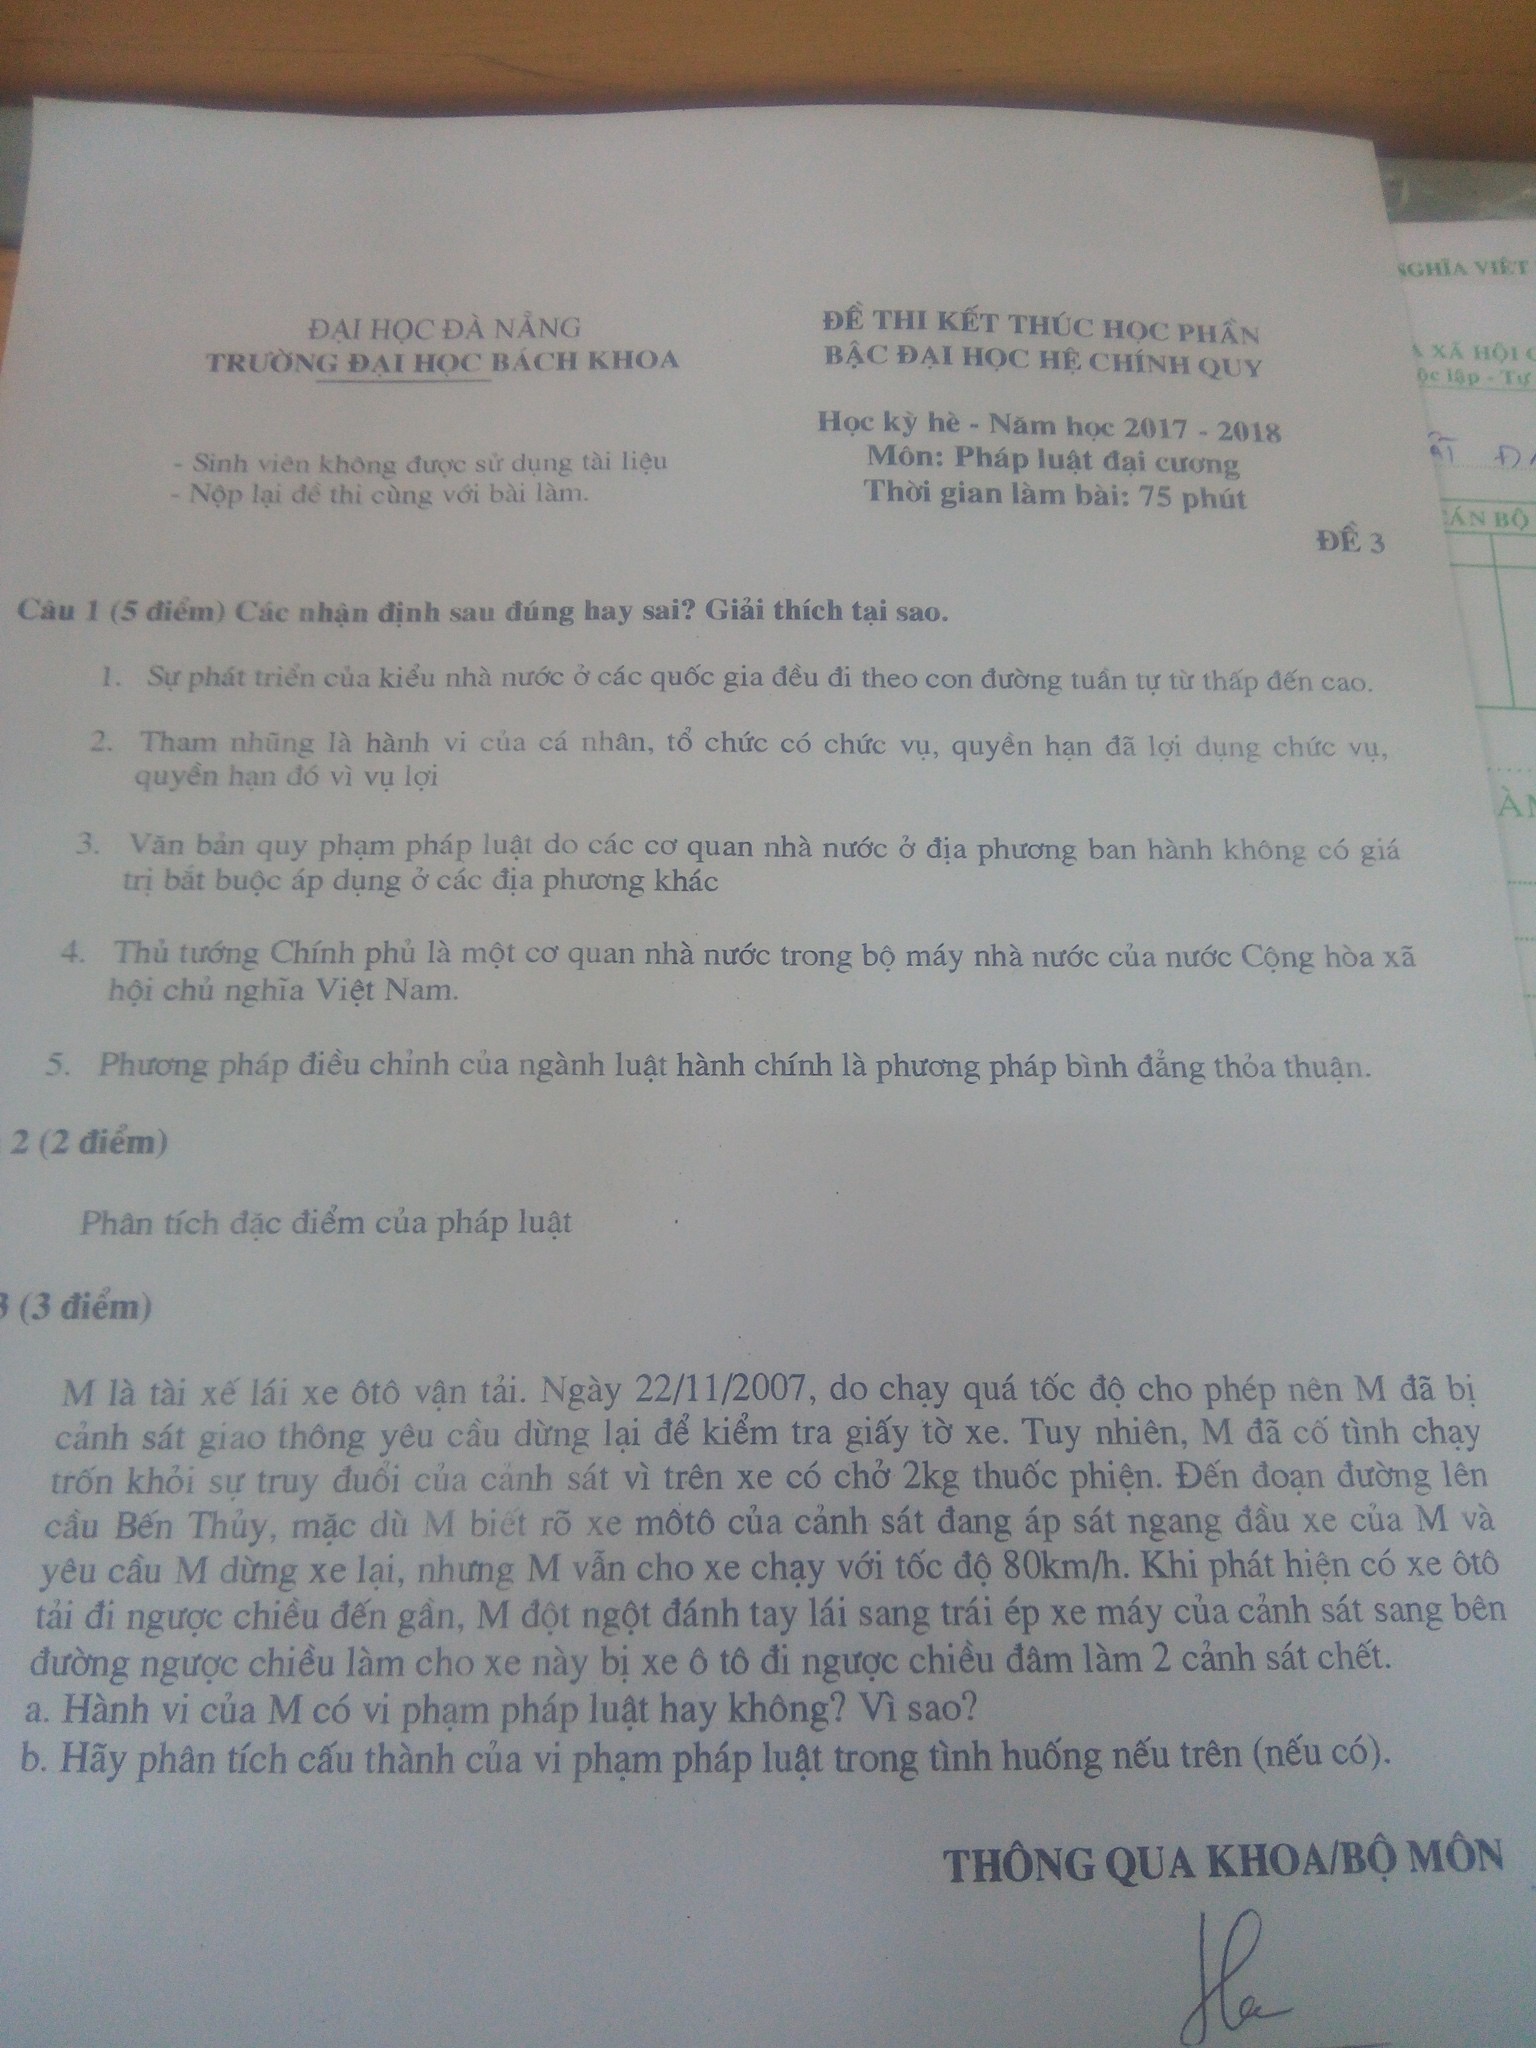 ĐẠI HỌC ĐÀ NẴNG
TRƯỜNG ĐẠI HỌC BÁCH KHOA
- Sinh viên không được sử dụng tài liệu
- Nộp lại đề thi cùng với bài làm.
ĐỀ THI KẾT THÚC HỌC PHẦN
BẬC ĐẠI HỌC HỆ CHÍNH QUY
Học kỳ hè - Năm học 2017 - 2018
Môn: Pháp luật đại cương
Thời gian làm bài: 75 phút
ĐỀ 3
Câu 1 (5 điểm) Các nhận định sau đúng hay sai? Giải thích tại sao.
1. Sự phát triển của kiểu nhà nước ở các quốc gia đều đi theo con đường tuần tự từ thấp đến cao.
2. Tham nhũng là hành vi của cá nhân, tổ chức có chức vụ, quyền hạn đã lợi dụng chức vụ,
quyền hạn đó vì vụ lợi
3. Văn bản quy phạm pháp luật do các cơ quan nhà nước ở địa phương ban hành không có giá
trị bắt buộc áp dụng ở các địa phương khác
4. Thủ tướng Chính phủ là một cơ quan nhà nước trong bộ máy nhà nước của nước Cộng hòa xã
hội chủ nghĩa Việt Nam.
5. Phương pháp điều chỉnh của ngành luật hành chính là phương pháp bình đẳng thỏa thuận.
2 (2 điểm)
Phân tích đặc điểm của pháp luật
3 (3 điểm)
M là tài xế lái xe ôtô vận tải. Ngày 22/11/2007, do chạy quá tốc độ cho phép nên M đã bị
cảnh sát giao thông yêu cầu dừng lại để kiểm tra giấy tờ xe. Tuy nhiên, M đã cố tình chạy
trốn khỏi sự truy đuổi của cảnh sát vì trên xe có chở 2kg thuốc phiện. Đến đoạn đường lên
cầu Bến Thủy, mặc dù M biết rõ xe môtô của cảnh sát đang áp sát ngang đầu xe của M và
yêu cầu M dừng xe lại, nhưng M vẫn cho xe chạy với tốc độ 80km/h. Khi phát hiện có xe ôtô
tải đi ngược chiều đến gần, M đột ngột đánh tay lái sang trái ép xe máy của cảnh sát sang bên
đường ngược chiều làm cho xe này bị xe ô tô đi ngược chiều đâm làm 2 cảnh sát chết.
a. Hành vi của M có vi phạm pháp luật hay không? Vì sao?
b. Hãy phân tích cấu thành của vi phạm pháp luật trong tình huống nếu trên (nếu có).
THÔNG QUA KHOA/BỘ MÔN
NGHĨA VIỆT
XÃ HỘI
lập - Tự
BỘ